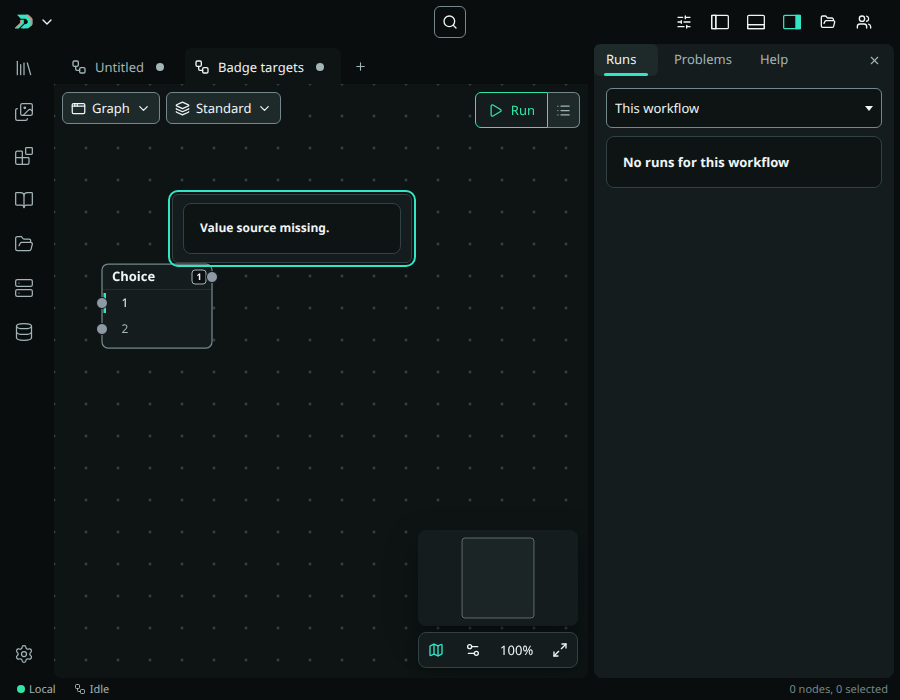 Untitled
Badge targets
Graph
Standard
Run
Value source missing.
Choice
1
1
2
100%
Runs
Problems
Help
This workflow
No runs for this workflow
Local
Idle
0 nodes, 0 selected